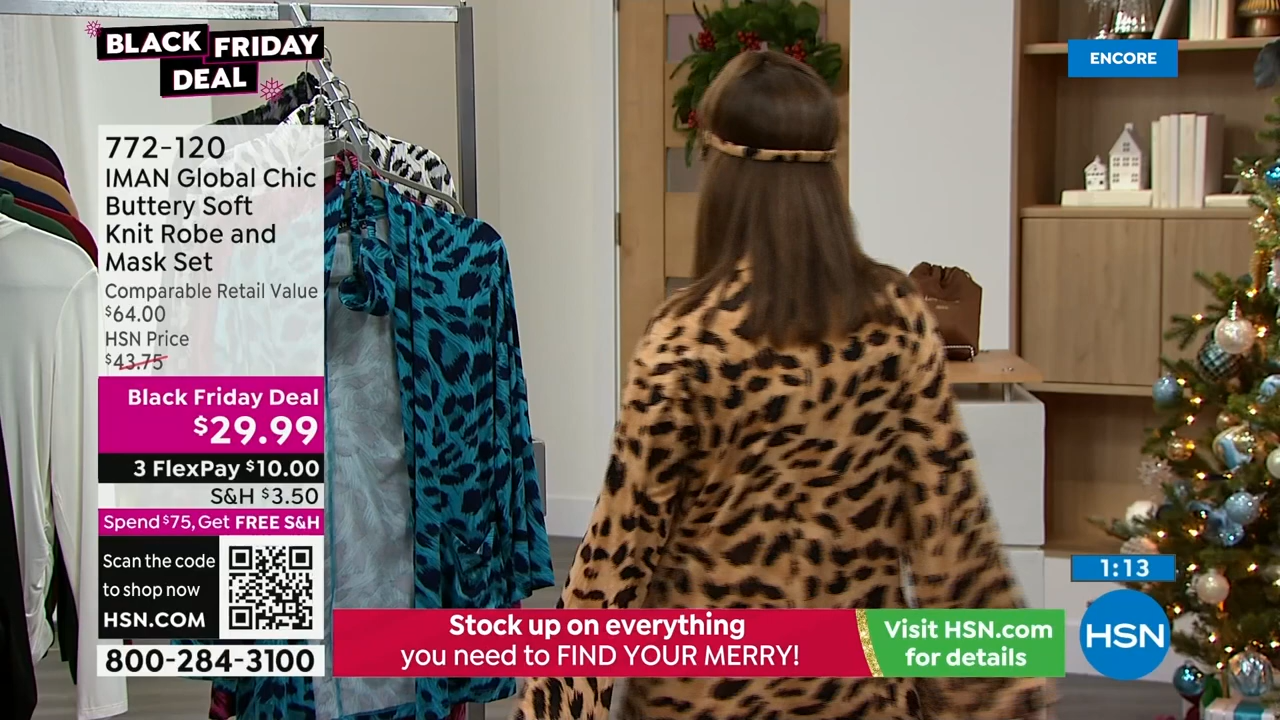 BLACK FRIDAY
DEAL
772-120
IMAN Global Chic
Buttery Soft
Knit Robe and
Mask Set
Comparable Retail Value
$64.00
HSN Price
$43.75
Black Friday Deal
$29.99
3 FlexPay $10.00
S&H $3.50
Spend $75, Get FREE S&H
Scan the code
to shop now
HSN.COM
800-284-3100
Stock up on everything
you need to FIND YOUR MERRY!
Visit HSN.com
for details
ENCORE
1:13
HSN